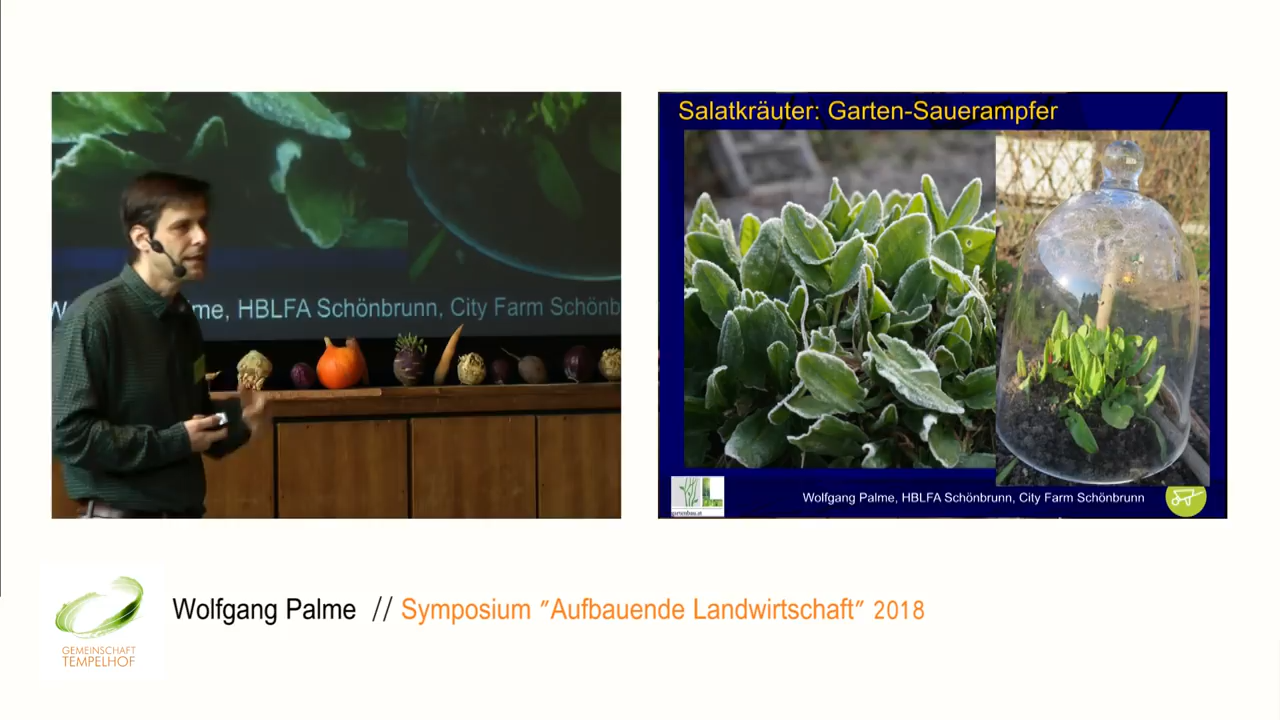 Salatkräuter: Garten-Sauerampfer
me, HBLFA Schönbrunn, City Farm Schönb
Wolfgang Palme, HBLFA Schönbrunn, City Farm Schönbrunn
GEMEINSCHAFT
TEMPELHOF
Wolfgang Palme // Symposium "Aufbauende Landwirtschaft" 2018